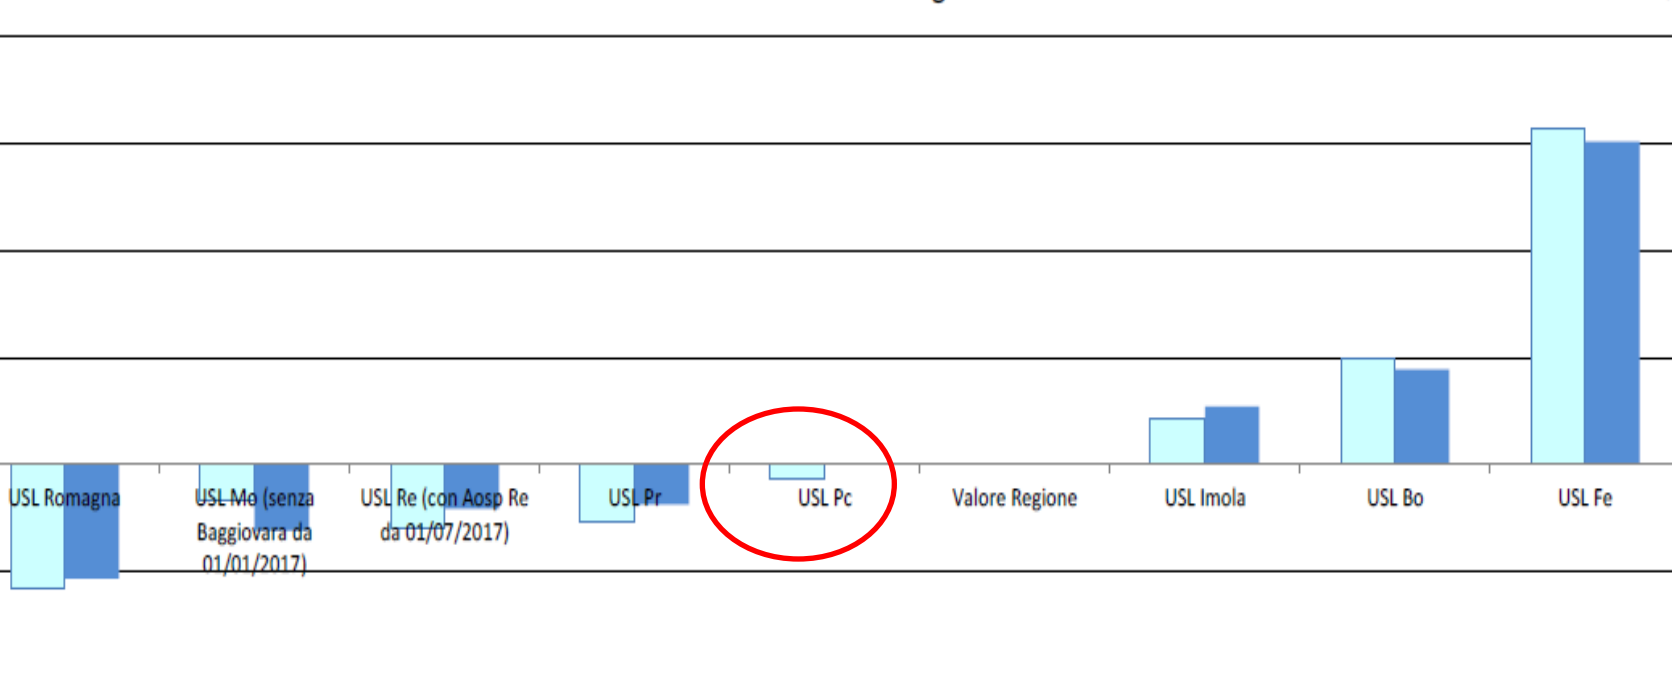 USL Romagna
USL Mo (senza
Baggiovara da
01/01/2017)
USL Re (con Aosp Re
da 01/07/2017)
USL Pr
USL Pc
Valore Regione
USL Imola
USL Bo
USL Fe